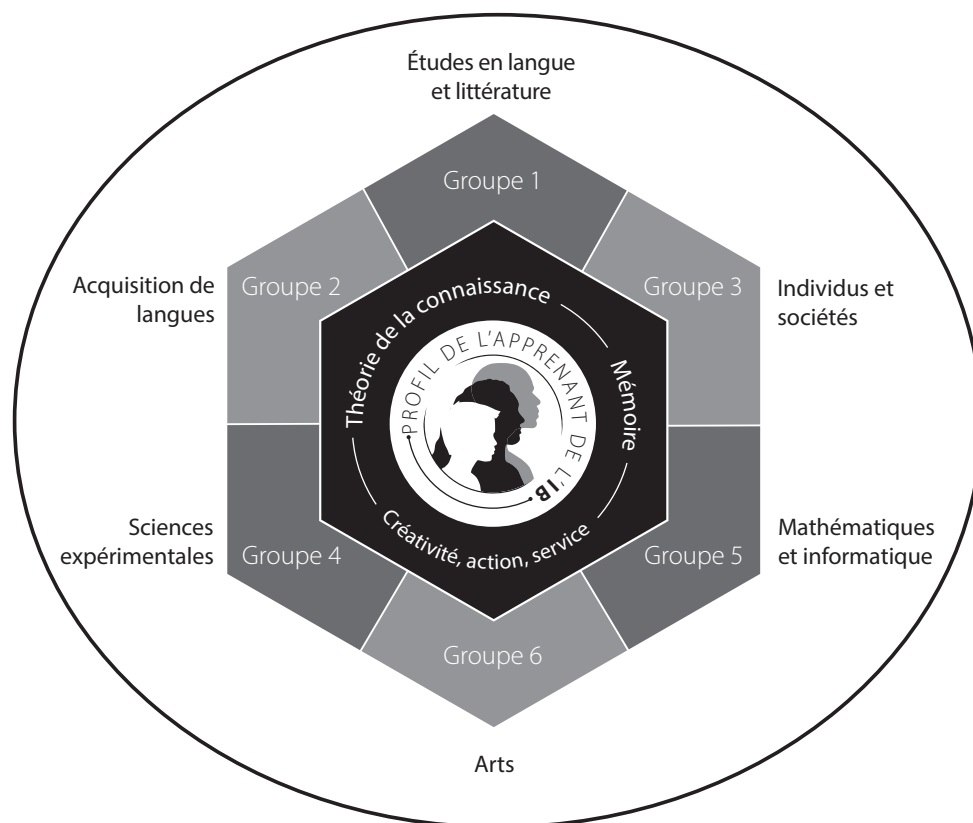 Études en langue
et littérature
Groupe 1
Acquisition de
langues
Groupe 2
Groupe 3
Individus et
sociétés
Théorie de la connaissance
Mémoire
PROFIL DE L'APPRENANT DE L'IB
Créativité, action, service
Sciences
expérimentales
Groupe 4
Groupe 5
Mathématiques
et informatique
Groupe 6
Arts